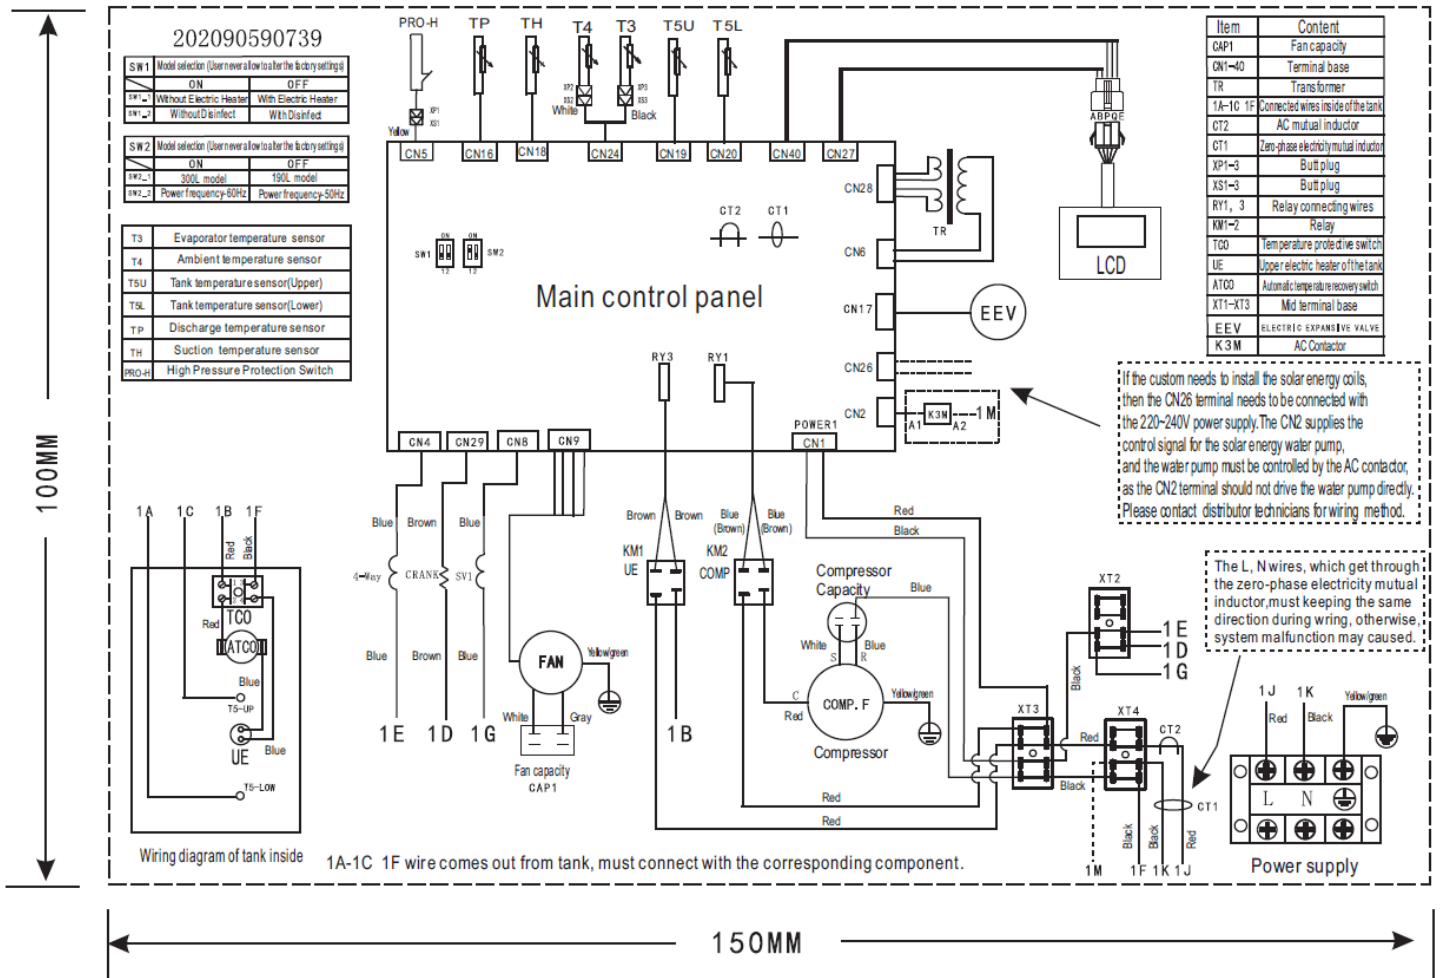 202090590739
SW1 Model selection (User never allow to alter the factory settings)
ON OFF
SW1_1 Without Electric Heater With Electric Heater
SW1_2 Without Disinfect With Disinfect
SW2 Model selection (User never allow to alter the factory settings)
ON OFF
SW2_1 300L model 190L model
SW2_2 Power frequency-60Hz Power frequency-50Hz
T3 Evaporator temperature sensor
T4 Ambient temperature sensor
T5U Tank temperature sensor(Upper)
T5L Tank temperature sensor(Lower)
TP Discharge temperature sensor
TH Suction temperature sensor
PRO-H High Pressure Protection Switch
PRO-H TP TH T4 T3 T5U T5L
XP1
XS1
Yellow
XP2
XS2
White
XP3
XS3
Black
CN5 CN16 CN18 CN24 CN19 CN20 CN40 CN27
ABPQE
LCD
CN28
TR
CN6
CN17
EEV
CN26
CN2
A1 K3M A2 1M
CT2 CT1
SW1 ON 12
ON 12 SW2
Main control panel
RY3 RY1
POWER1
CN4 CN29 CN8 CN9 CN1
Item Content
CAP1 Fan capacity
CN1-40 Terminal base
TR Transformer
1A-1C 1F Connected wires inside of the tank
CT2 AC mutual inductor
CT1 Zero-phase electricity mutual inductor
XP1-3 Butt plug
XS1-3 Butt plug
RY1, 3 Relay connecting wires
KM1-2 Relay
TCO Temperature protective switch
UE Upper electric heater of the tank
ATCO Automatic temperature recovery switch
XT1-XT3 Mid terminal base
EEV ELECTRIC EXPANSIVE VALVE
K3M AC Contactor
If the custom needs to install the solar energy coils,
then the CN26 terminal needs to be connected with
the 220~240V power supply.The CN2 supplies the
control signal for the solar energy water pump,
and the water pump must be controlled by the AC contactor,
as the CN2 terminal should not drive the water pump directly.
Please contact distributor technicians for wiring method.
The L, N wires, which get through
the zero-phase electricity mutual
inductor,must keeping the same
direction during wring, otherwise,
system malfunction may caused.
100MM
1A 1C 1B 1F
Red Black
1 3
2 4
TCO
Red
ATCO
Blue
T5-UP
UE
Blue
T5-LOW
Wiring diagram of tank inside
Blue Brown Blue
4-Way CRANK SV1
Blue Brown Blue
1E 1D 1G
FAN
Yellow/green
White Gray
Fan capacity
CAP1
Brown Brown
KM1
UE
1B
Blue
(Brown)
Blue
(Brown)
KM2
COMP
Red
Black
Compressor
Capacity
Blue
White Blue
S R
C
Red
COMP.F
Yellow/green
Compressor
Red
Red
XT2
1E
1D
1G
Black
XT3
Red
Black
XT4
CT2
CT1
Black Black Red
1M 1F 1K 1J
1J 1K
Red Black Yellow/green
L N
Power supply
1A-1C 1F wire comes out from tank, must connect with the corresponding component.
150MM